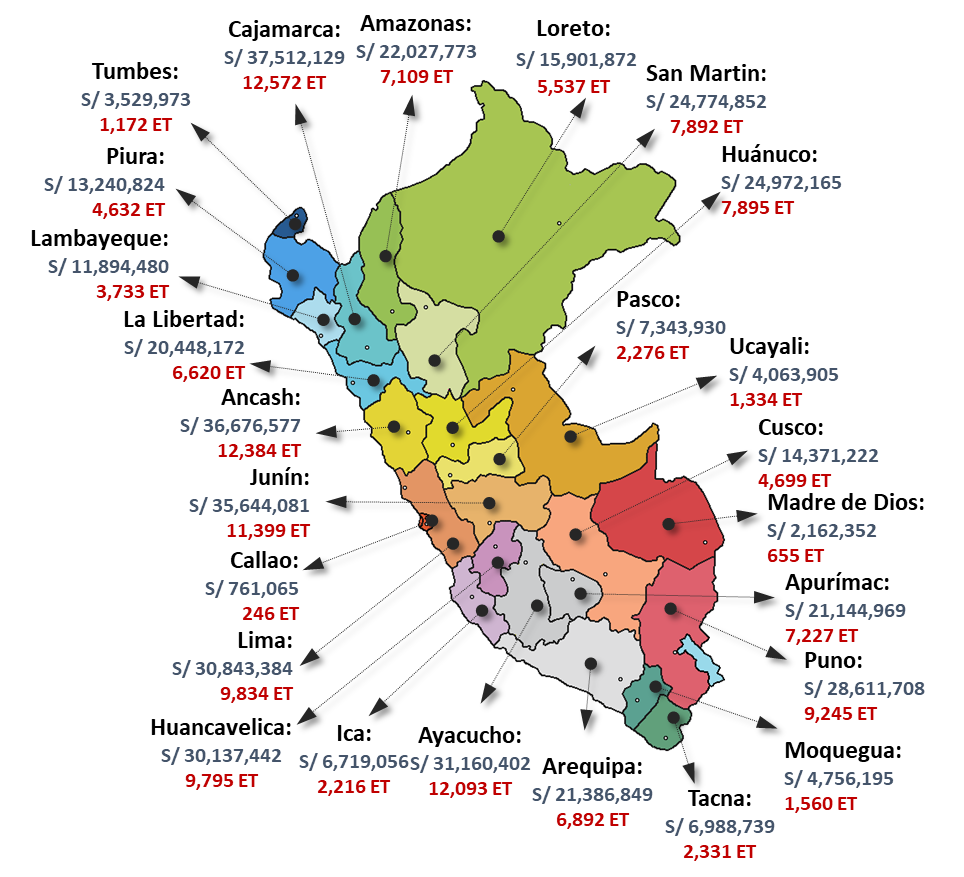 Cajamarca:
S/ 37,512,129
12,572 ET
Amazonas:
S/ 22,027,773
7,109 ET
Loreto:
S/ 15,901,872
5,537 ET
San Martin:
S/ 24,774,852
7,892 ET
Tumbes:
S/ 3,529,973
1,172 ET
Huánuco:
S/ 24,972,165
7,895 ET
Piura:
S/ 13,240,824
4,632 ET
Lambayeque:
S/ 11,894,480
3,733 ET
La Libertad:
S/ 20,448,172
6,620 ET
Pasco:
S/ 7,343,930
2,276 ET
Ucayali:
S/ 4,063,905
1,334 ET
Ancash:
S/ 36,676,577
12,384 ET
Cusco:
S/ 14,371,222
4,699 ET
Junín:
S/ 35,644,081
11,399 ET
Madre de Dios:
S/ 2,162,352
655 ET
Callao:
S/ 761,065
246 ET
Apurímac:
S/ 21,144,969
7,227 ET
Lima:
S/ 30,843,384
9,834 ET
Puno:
S/ 28,611,708
9,245 ET
Huancavelica:
S/ 30,137,442
9,795 ET
Ica:
S/ 6,719,056
2,216 ET
Ayacucho:
S/ 31,160,402
12,093 ET
Arequipa:
S/ 21,386,849
6,892 ET
Moquegua:
S/ 4,756,195
1,560 ET
Tacna:
S/ 6,988,739
2,331 ET